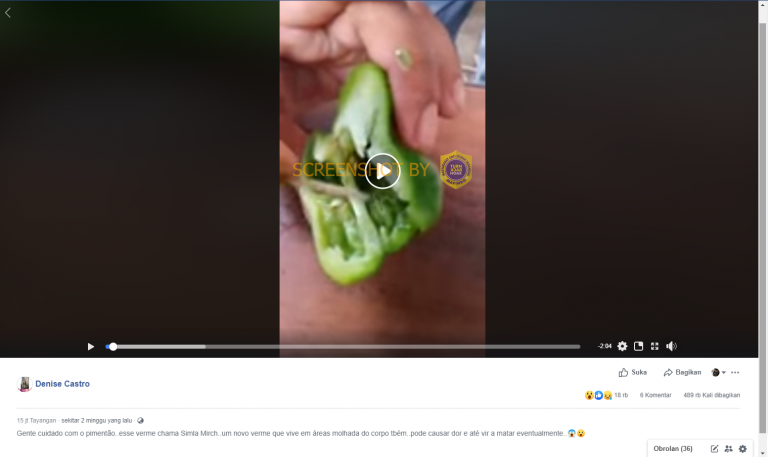 SCREENSHOT BY
TURN
BACK
HOAX
-2:04
Suka
Bagikan
Denise Castro
18 rb
6 Komentar
489 rb Kali dibagikan
15 jt Tayangan · sekitar 2 minggu yang lalu ·
Gente cuidado com o pimentão..esse verme chama Simla Mirch..um novo verme que vive em áreas molhada do corpo tbém..pode causar dor e até vir a matar eventualmente. 😱😮
Obrolan (36)